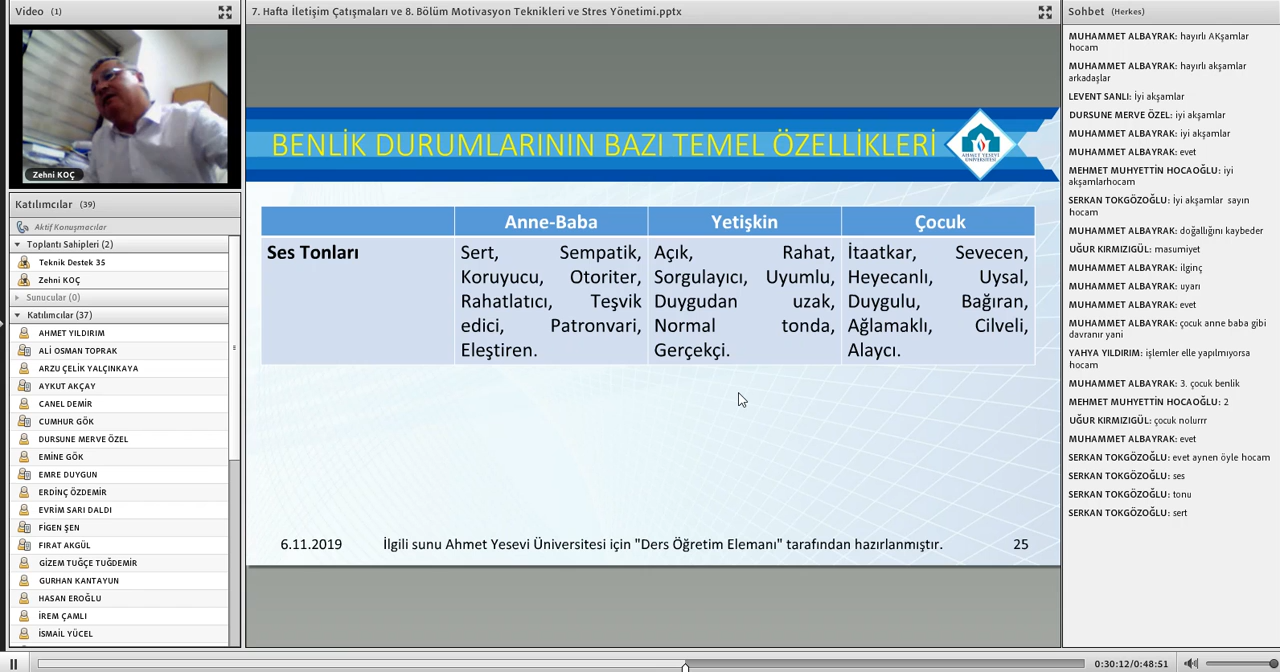 Video (1)
Zehni KOÇ
Katılımcılar (39)
Aktif Konuşmacılar
Toplantı Sahipleri (2)
Teknik Destek 35
Zehni KOÇ
Sunucular (0)
Katılımcılar (37)
AHMET YILDIRIM
ALİ OSMAN TOPRAK
ARZU ÇELİK YALÇINKAYA
AYKUT AKÇAY
CANEL DEMİR
CUMHUR GÖK
DURSUNE MERVE ÖZEL
EMİNE GÖK
EMRE DUYGUN
ERDİNÇ ÖZDEMİR
EVRİM SARI DALDI
FİGEN ŞEN
FIRAT AKGÜL
GİZEM TUĞÇE TUĞDEMİR
GURHAN KANTAYUN
HASAN EROĞLU
İREM ÇAMLI
İSMAİL YÜCEL
7. Hafta İletişim Çatışmaları ve 8. Bölüm Motivasyon Teknikleri ve Stres Yönetimi.pptx
BENLİK DURUMLARININ BAZI TEMEL ÖZELLİKLERİ
AHMET YESEVİ
ÜNİVERSİTESİ
Anne-Baba Yetişkin Çocuk
Ses Tonları
Sert, Sempatik,
Koruyucu, Otoriter,
Rahatlatıcı, Teşvik
edici, Patronvari,
Eleştiren.
Açık, Rahat,
Sorgulayıcı, Uyumlu,
Duygudan uzak,
Normal tonda,
Gerçekçi.
İtaatkar, Sevecen,
Heyecanlı, Uysal,
Duygulu, Bağıran,
Ağlamaklı, Cilveli,
Alaycı.
6.11.2019 İlgili sunu Ahmet Yesevi Üniversitesi için "Ders Öğretim Elemanı" tarafından hazırlanmıştır. 25
Sohbet (Herkes)
MUHAMMET ALBAYRAK: hayırlı AKşamlar
hocam
MUHAMMET ALBAYRAK: hayırlı akşamlar
arkadaşlar
LEVENT SANLI: İyi akşamlar
DURSUNE MERVE ÖZEL: iyi akşamlar
MUHAMMET ALBAYRAK: iyi akşamlar
MUHAMMET ALBAYRAK: evet
MEHMET MUHYETTİN HOCAOĞLU: iyi
akşamlarhocam
SERKAN TOKGÖZOĞLU: İyi akşamlar sayın
hocam
MUHAMMET ALBAYRAK: doğallığını kaybeder
UĞUR KIRMIZIGÜL: masumiyet
MUHAMMET ALBAYRAK: ilginç
MUHAMMET ALBAYRAK: uyarı
MUHAMMET ALBAYRAK: evet
MUHAMMET ALBAYRAK: çocuk anne baba gibi
davranır yani
YAHYA YILDIRIM: işlemler elle yapılmıyorsa
hocam
MUHAMMET ALBAYRAK: 3. çocuk benlik
MEHMET MUHYETTİN HOCAOĞLU: 2
UĞUR KIRMIZIGÜL: çocuk nolurrr
MUHAMMET ALBAYRAK: evet
SERKAN TOKGÖZOĞLU: evet aynen öyle hocam
SERKAN TOKGÖZOĞLU: ses
SERKAN TOKGÖZOĞLU: tonu
SERKAN TOKGÖZOĞLU: sert
0:30:12/0:48:51